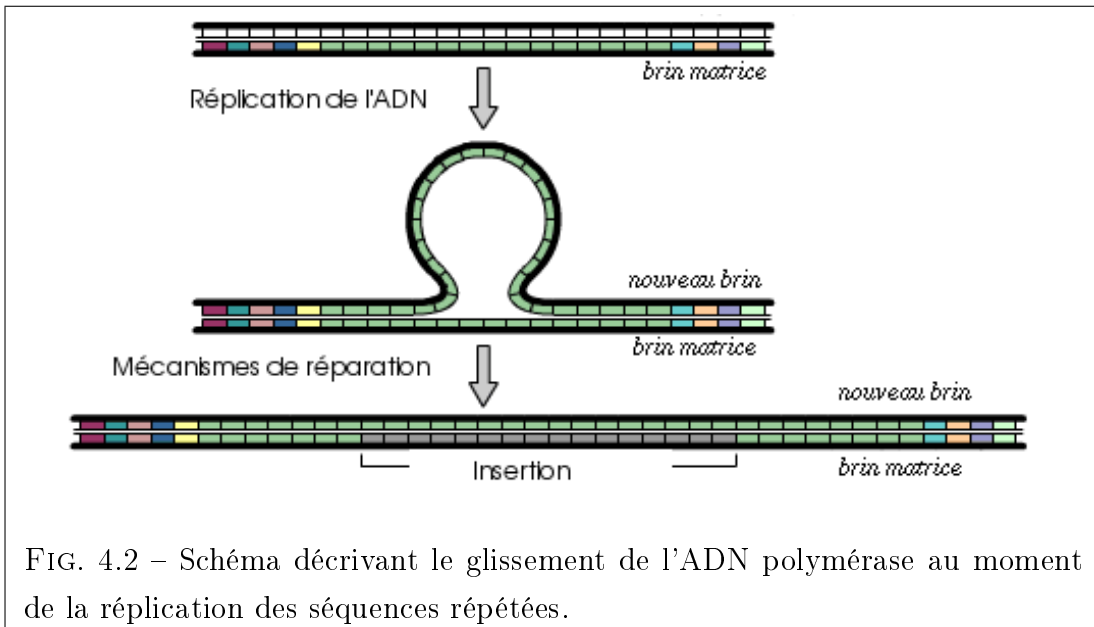 brin matrice
Réplication de l'ADN
nouveau brin
brin matrice
Mécanismes de réparation
nouveau brin
Insertion
brin matrice
FIG. 4.2 – Schéma décrivant le glissement de l'ADN polymérase au moment
de la réplication des séquences répétées.